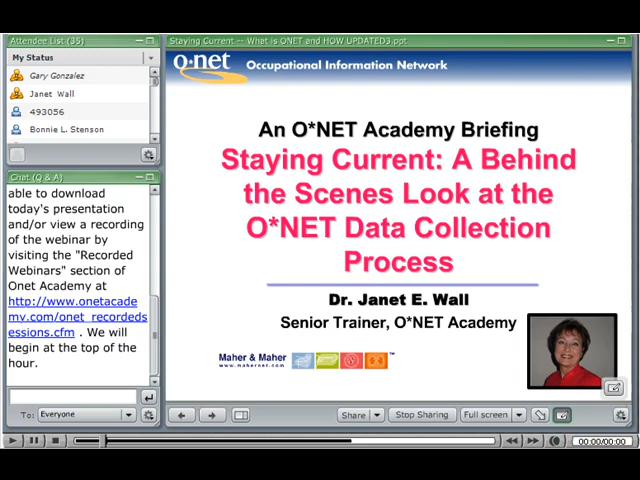 Attendee List (35)
My Status
Gary Gonzalez
Janet Wall
493056
Bonnie L. Stenson
Chat (Q & A)
able to download
today's presentation
and/or view a recording
of the webinar by
visiting the "Recorded
Webinars" section of
Onet Academy at
http://www.onetacade
my.com/onet_recordeds
essions.cfm . We will
begin at the top of the
hour.
To: Everyone
Staying Current -- What is ONET and HOW UPDATED3.ppt
o·net Occupational Information Network
An O*NET Academy Briefing
Staying Current: A Behind
the Scenes Look at the
O*NET Data Collection
Process
Dr. Janet E. Wall
Senior Trainer, O*NET Academy
Maher & Maher
www.mahernet.com
TM
Share
Stop Sharing
Full screen
00:00/00:00